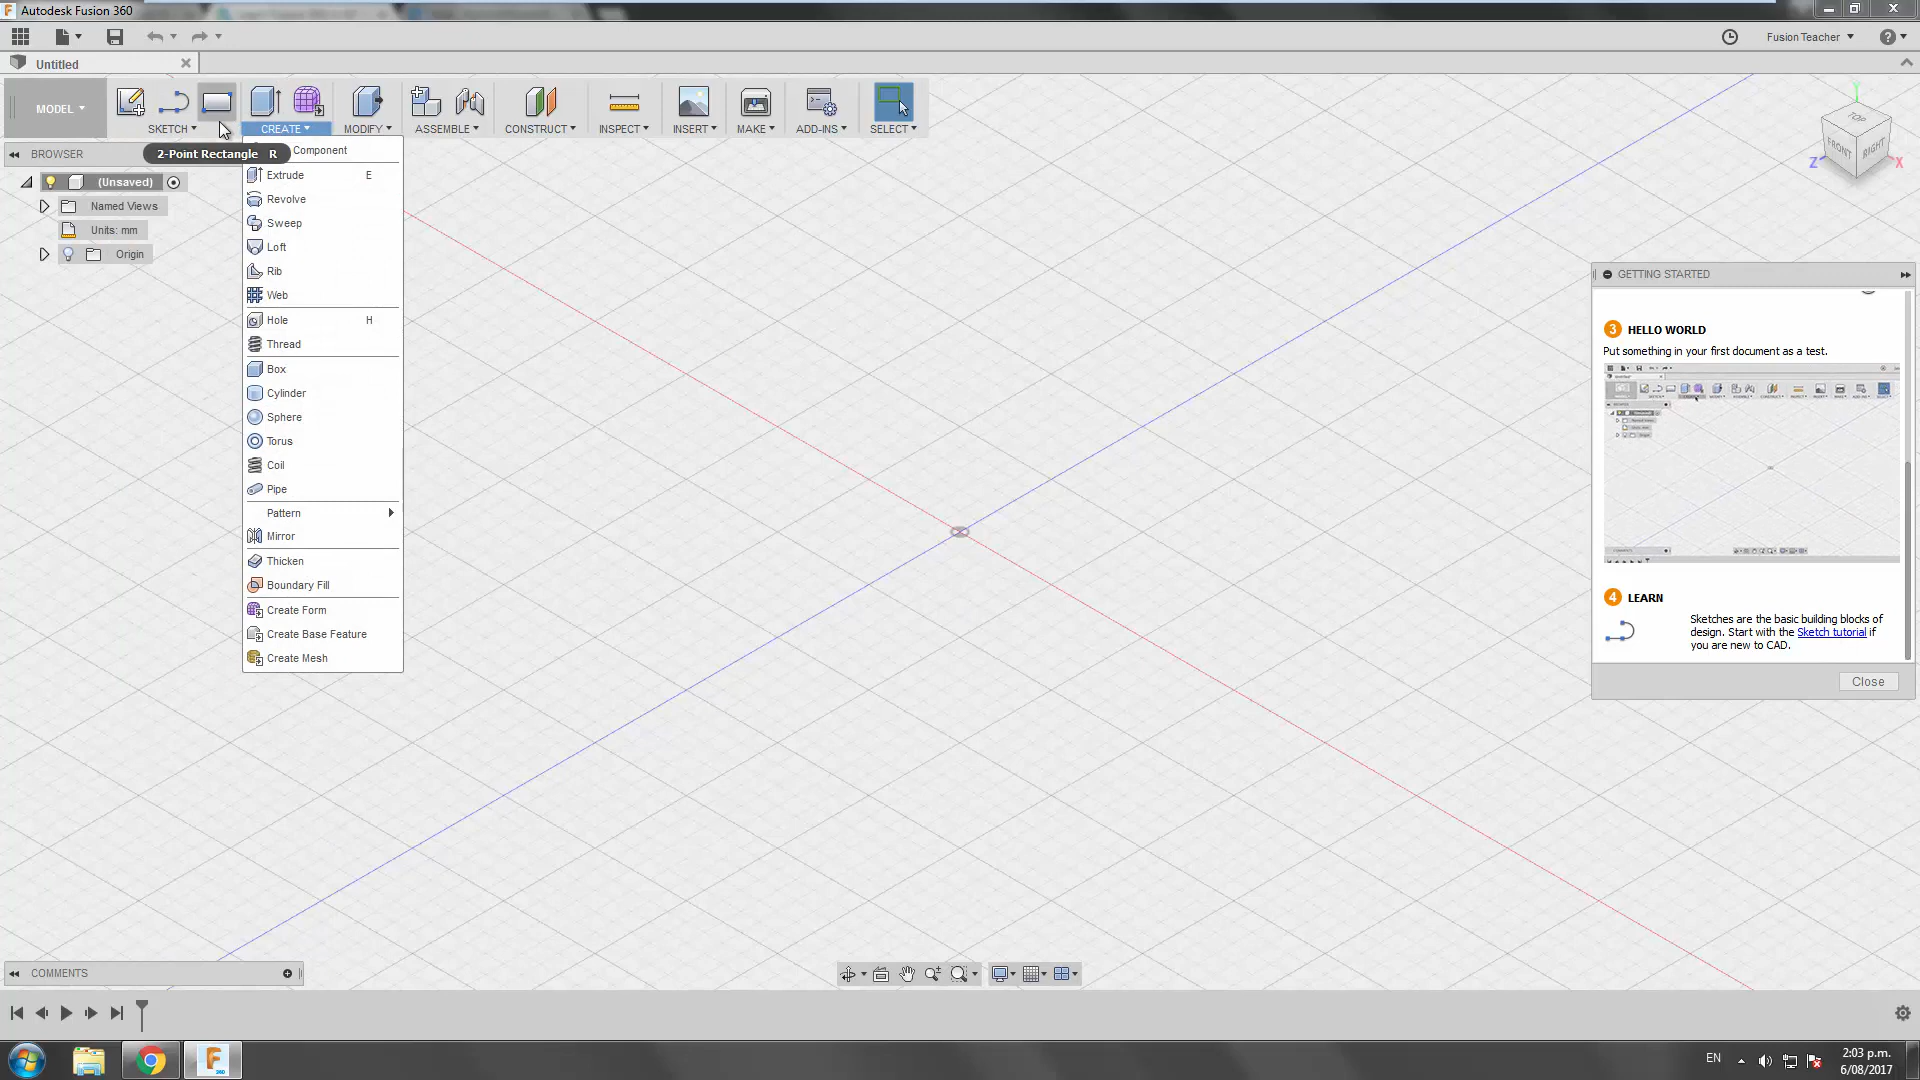 Autodesk Fusion 360
Fusion Teacher
Untitled
MODEL
SKETCH
CREATE
MODIFY
ASSEMBLE
CONSTRUCT
INSPECT
INSERT
MAKE
ADD-INS
SELECT
BROWSER
2-Point Rectangle R
Component
(Unsaved)
Named Views
Units: mm
Origin
Extrude E
Revolve
Sweep
Loft
Rib
Web
Hole H
Thread
Box
Cylinder
Sphere
Torus
Coil
Pipe
Pattern
Mirror
Thicken
Boundary Fill
Create Form
Create Base Feature
Create Mesh
TOP
FRONT
RIGHT
Y
Z
X
GETTING STARTED
3 HELLO WORLD
Put something in your first document as a test.
4 LEARN
Sketches are the basic building blocks of
design. Start with the Sketch tutorial if
you are new to CAD.
Close
COMMENTS
EN
2:03 p.m.
6/08/2017